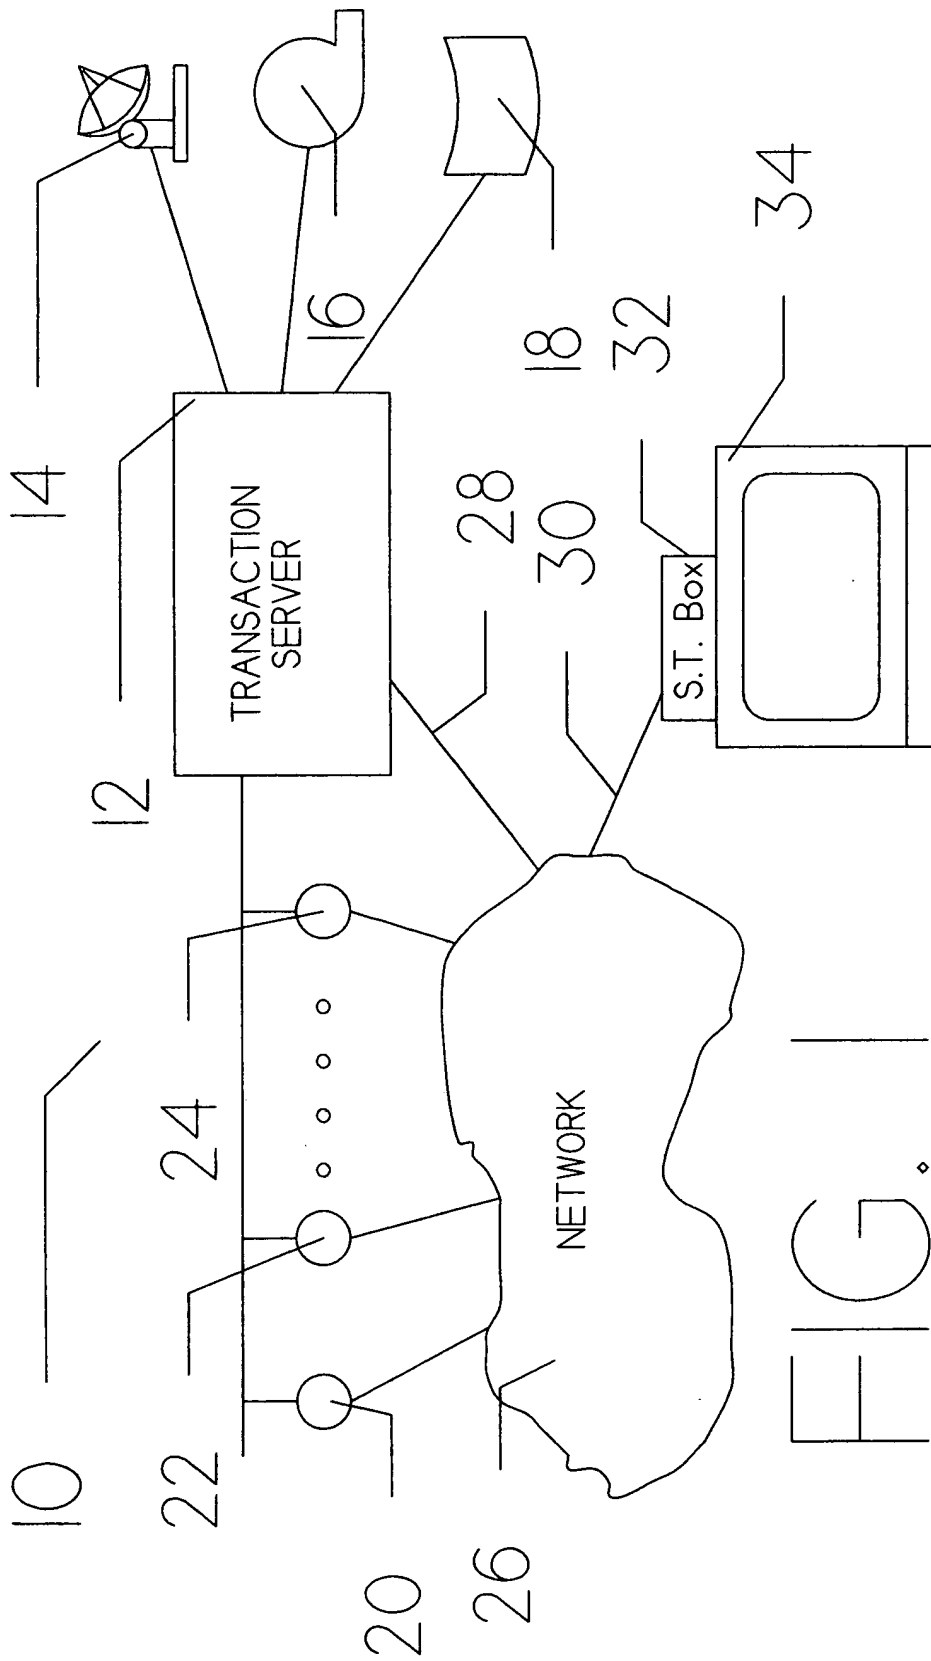 10
12
14
22
24
20
16
26
28
30
18
32
34
TRANSACTION
SERVER
NETWORK
S.T. Box
FIG. 1